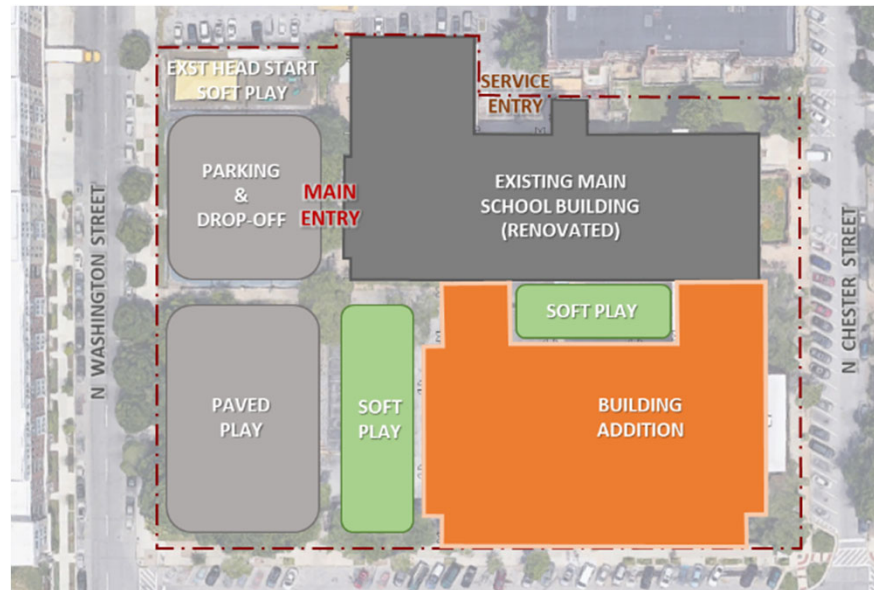 EXST HEAD START
SOFT PLAY
SERVICE
ENTRY
PARKING
&
DROP-OFF
MAIN
ENTRY
EXISTING MAIN
SCHOOL BUILDING
(RENOVATED)
N WASHINGTON STREET
N CHESTER STREET
SOFT PLAY
PAVED
PLAY
SOFT
PLAY
BUILDING
ADDITION